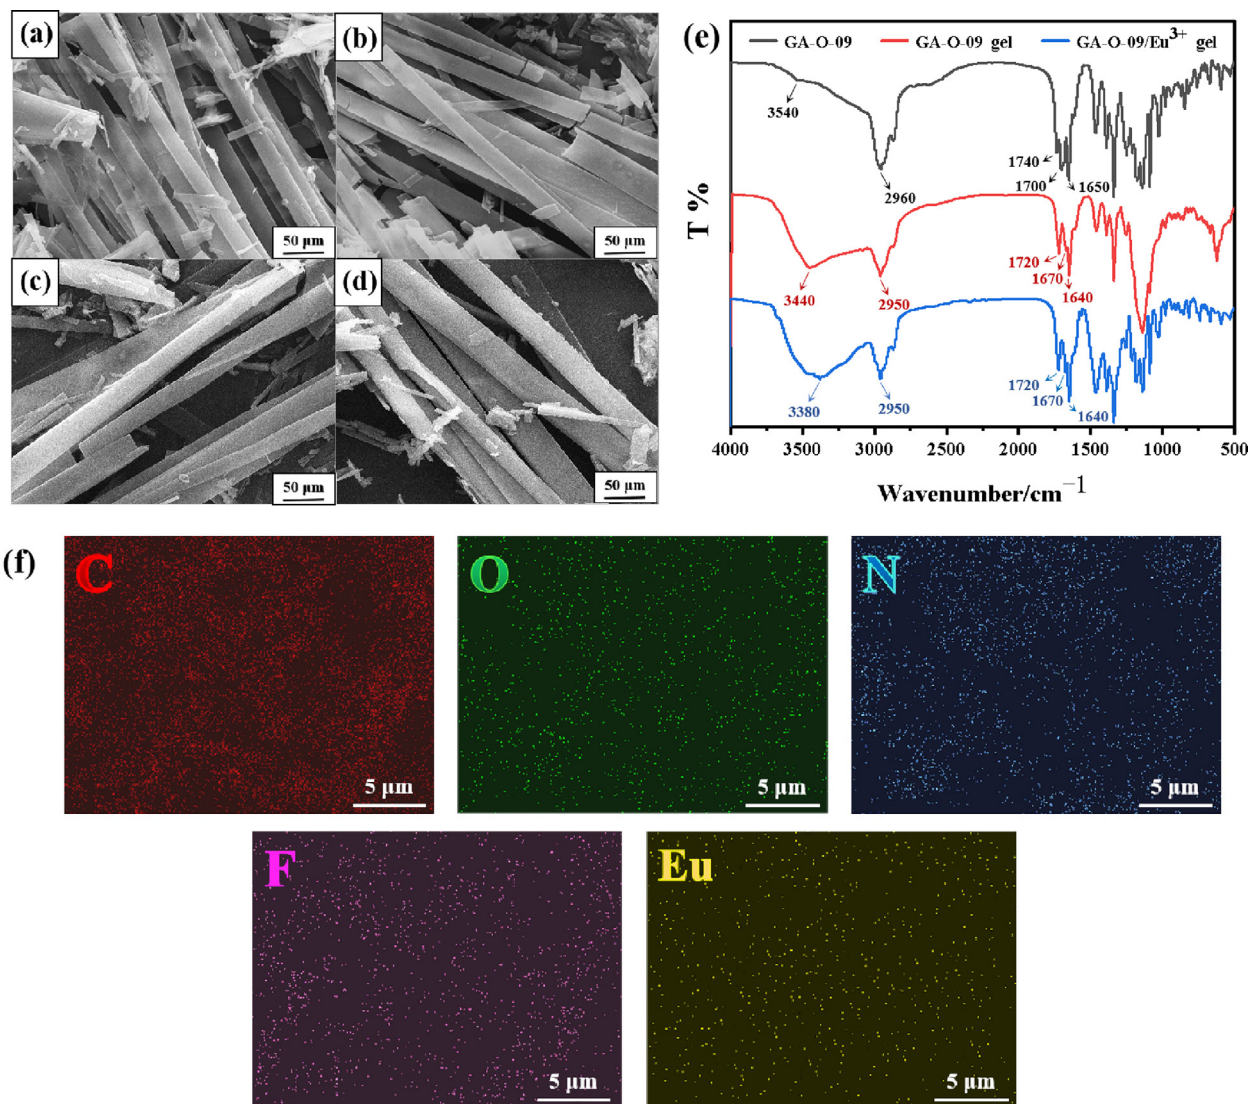 (a)
50 μm
(b)
50 μm
(c)
50 μm
(d)
50 μm
(e)
GA-O-09 GA-O-09 gel GA-O-09/Eu³⁺ gel
T %
3540
2960
1740
1700
1650
3440
2950
1720
1670
1640
3380
2950
1720
1670
1640
4000 3500 3000 2500 2000 1500 1000 500
Wavenumber/cm⁻¹
(f)
C
5 μm
O
5 μm
N
5 μm
F
5 μm
Eu
5 μm